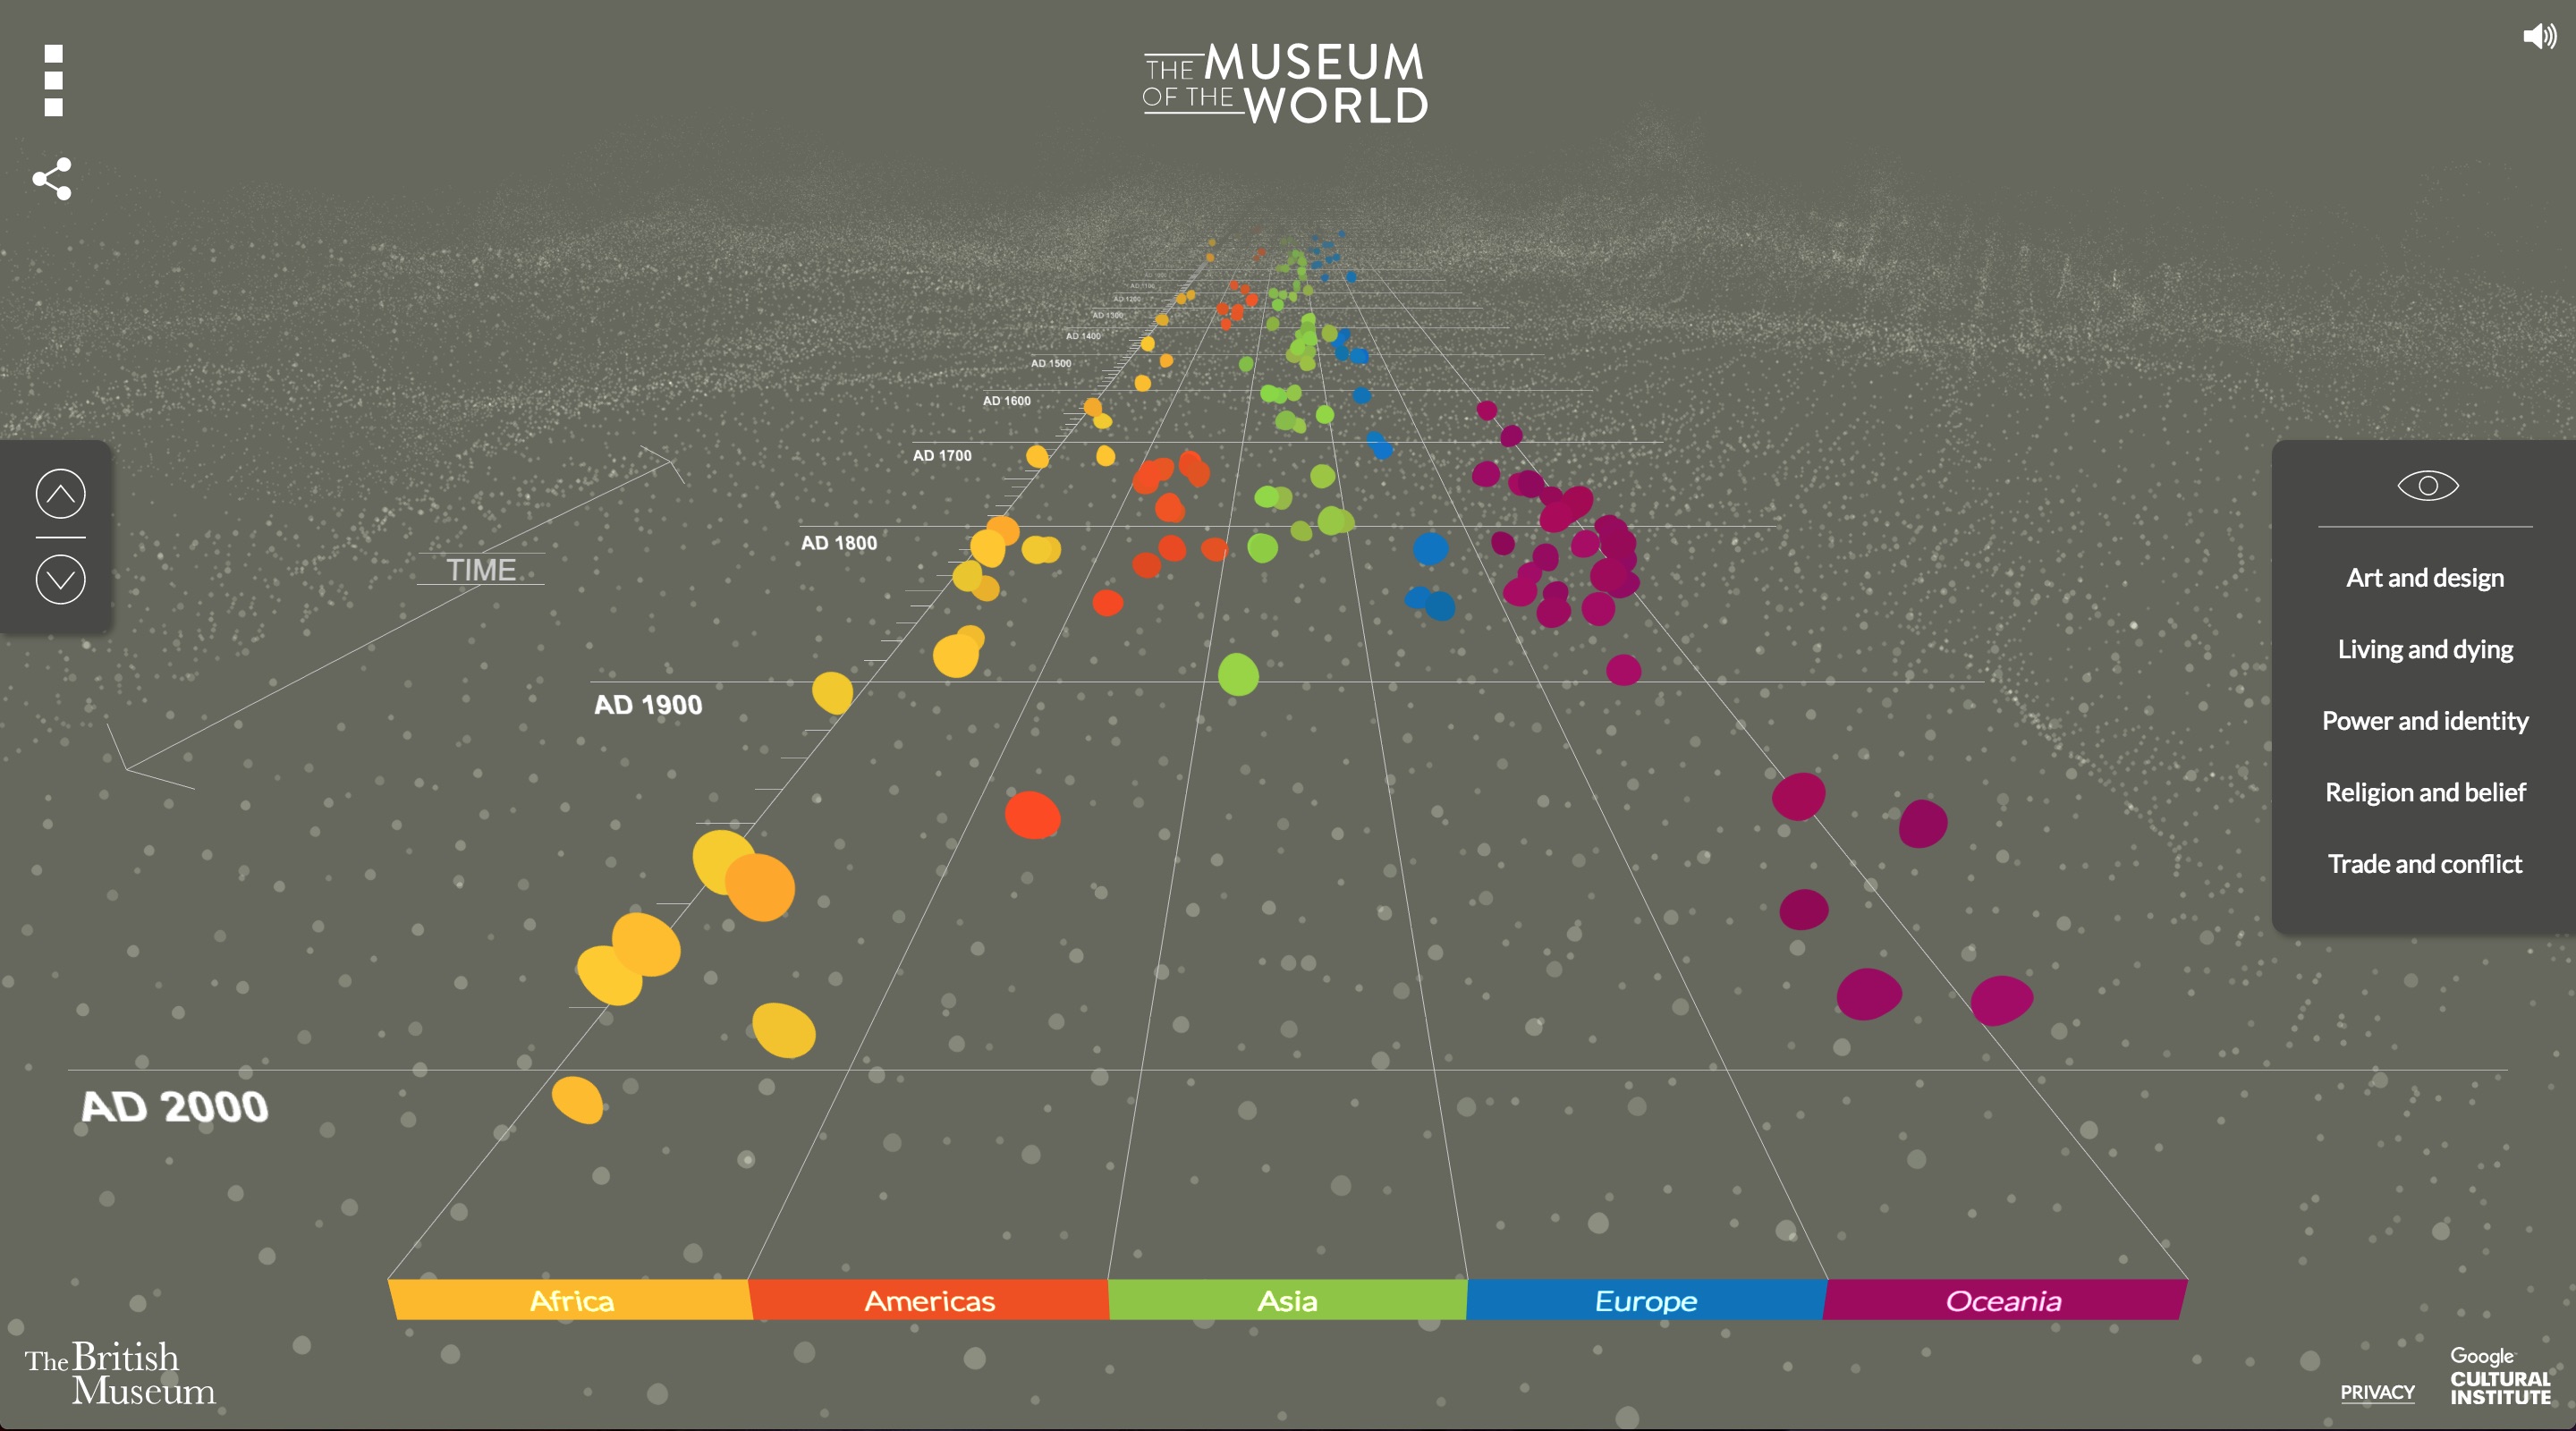 THE MUSEUM
OF THE WORLD
AD 1200
AD 1400
AD 1500
AD 1600
AD 1700
AD 1800
AD 1900
AD 2000
TIME
Art and design
Living and dying
Power and identity
Religion and belief
Trade and conflict
Africa
Americas
Asia
Europe
Oceania
The British
Museum
PRIVACY
Google
CULTURAL
INSTITUTE